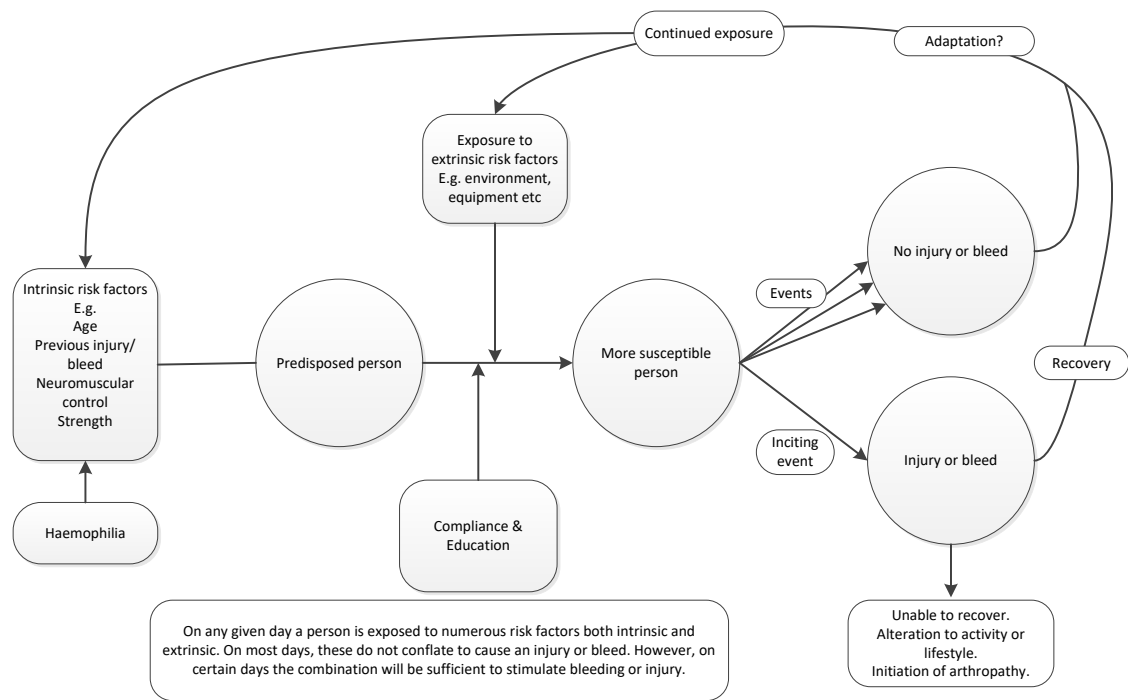 Continued exposure
Adaptation?
Exposure to
extrinsic risk factors
E.g. environment,
equipment etc
No injury or bleed
Intrinsic risk factors
E.g.
Age
Previous injury/
bleed
Neuromuscular
control
Strength
Predisposed person
More susceptible
person
Events
Recovery
Inciting
event
Injury or bleed
Haemophilia
Compliance &
Education
On any given day a person is exposed to numerous risk factors both intrinsic and
extrinsic. On most days, these do not conflate to cause an injury or bleed. However, on
certain days the combination will be sufficient to stimulate bleeding or injury.
Unable to recover.
Alteration to activity or
lifestyle.
Initiation of arthropathy.